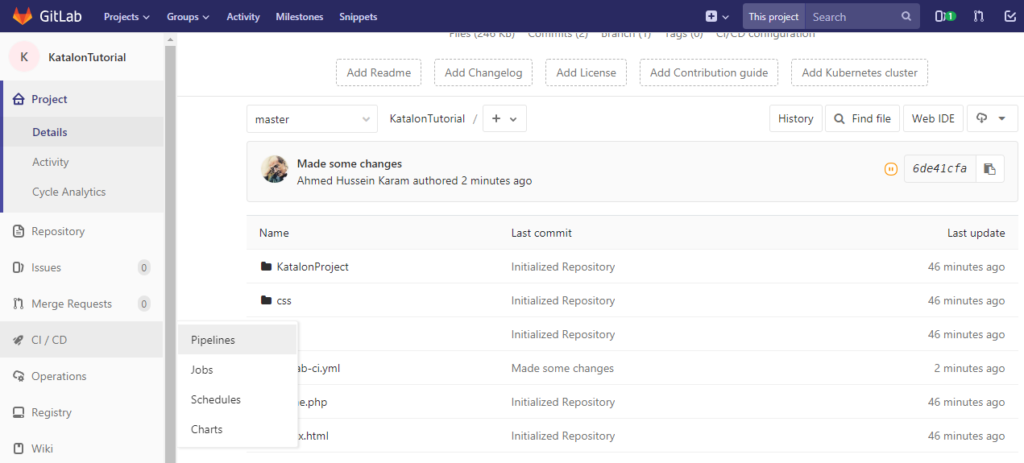 GitLab Projects Groups Activity Milestones Snippets This project Search 1
K KatalonTutorial
Project
Details
Activity
Cycle Analytics
Repository
Issues 0
Merge Requests 0
CI / CD
Operations
Registry
Wiki
Pipelines
Jobs
Schedules
Charts
Files (246 KB) Commits (2) Branch (1) Tags (0) CI/CD configuration
Add Readme Add Changelog Add License Add Contribution guide Add Kubernetes cluster
master KatalonTutorial / + History Find file Web IDE
Made some changes
Ahmed Hussein Karam authored 2 minutes ago 6de41cfa
Name Last commit Last update
KatalonProject Initialized Repository 46 minutes ago
css Initialized Repository 46 minutes ago
Initialized Repository 46 minutes ago
ab-ci.yml Made some changes 2 minutes ago
e.php Initialized Repository 46 minutes ago
x.html Initialized Repository 46 minutes ago